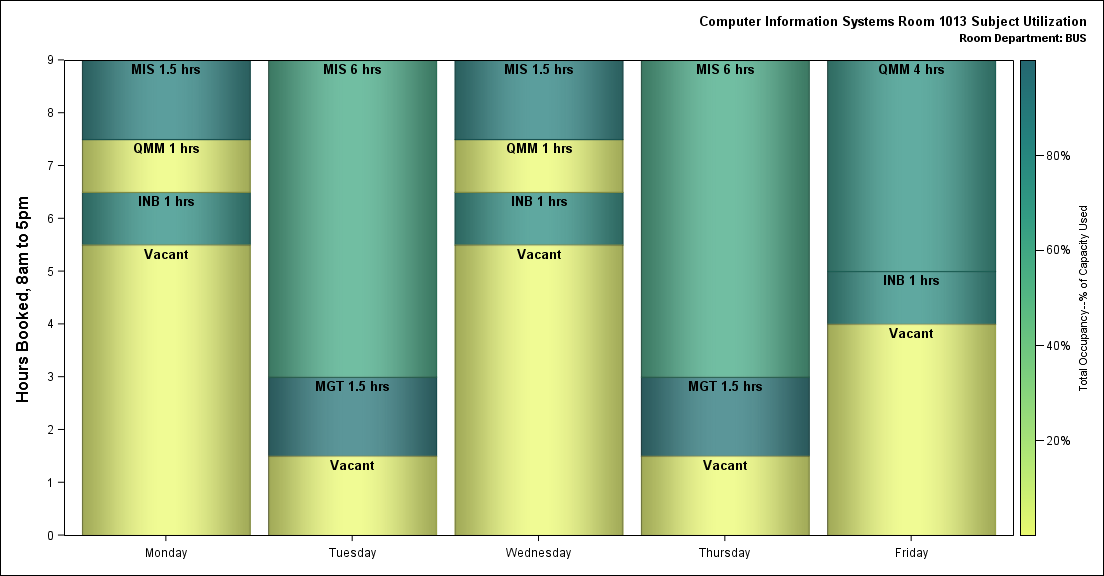 Computer Information Systems Room 1013 Subject Utilization
Room Department: BUS
Hours Booked, 8am to 5pm
9
8
7
6
5
4
3
2
1
0
MIS 1.5 hrs
QMM 1 hrs
INB 1 hrs
Vacant
MIS 6 hrs
MGT 1.5 hrs
Vacant
MIS 1.5 hrs
QMM 1 hrs
INB 1 hrs
Vacant
MIS 6 hrs
MGT 1.5 hrs
Vacant
QMM 4 hrs
INB 1 hrs
Vacant
Monday
Tuesday
Wednesday
Thursday
Friday
80%
60%
40%
20%
Total Occupancy--% of Capacity Used